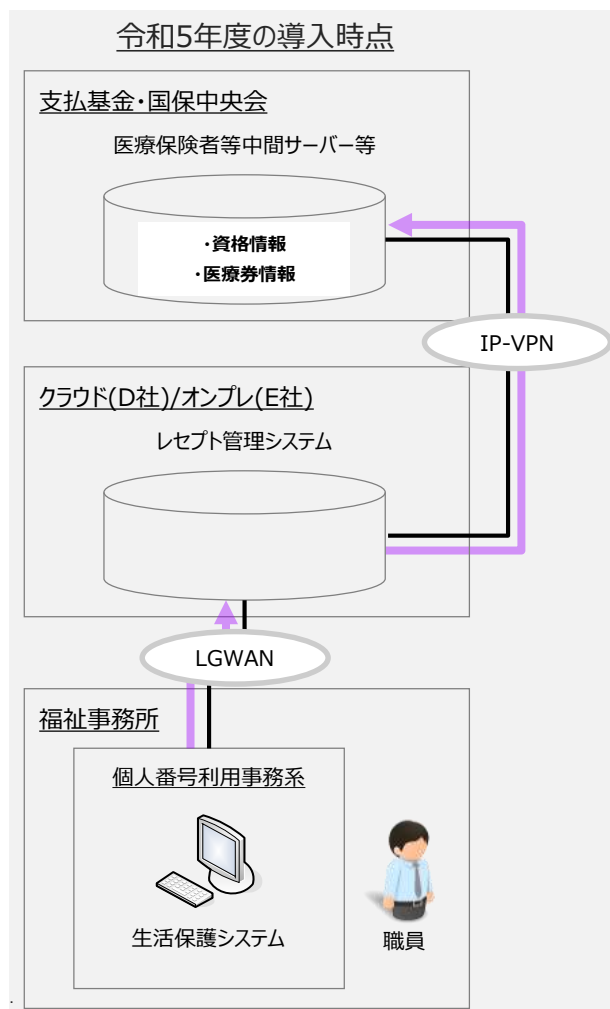 令和5年度の導入時点
支払基金・国保中央会
医療保険者等中間サーバー等
・資格情報
・医療券情報
IP-VPN
クラウド(D社)/オンプレ(E社)
レセプト管理システム
LGWAN
福祉事務所
個人番号利用事務系
生活保護システム
職員
.